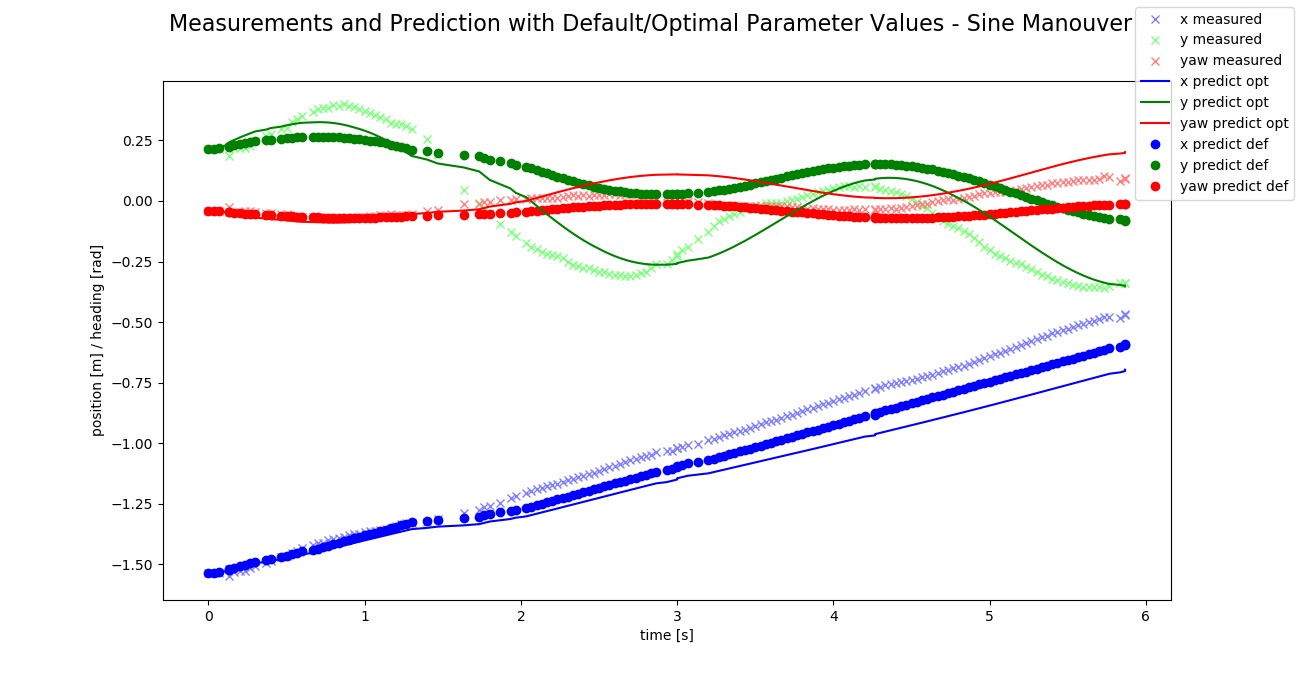 Measurements and Prediction with Default/Optimal Parameter Values - Sine Manouver
x measured
y measured
yaw measured
x predict opt
y predict opt
yaw predict opt
x predict def
y predict def
yaw predict def
position [m] / heading [rad]
0.25
0.00
−0.25
−0.50
−0.75
−1.00
−1.25
−1.50
0 1 2 3 4 5 6
time [s]